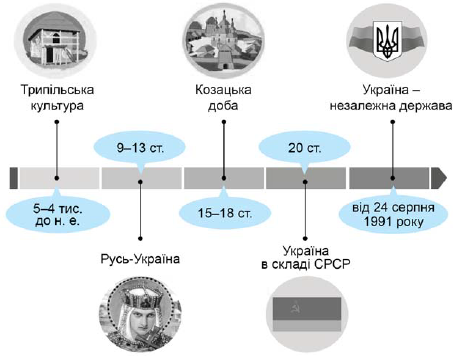 Трипільська
культура
Козацька
доба
Україна –
незалежна держава
9–13 ст.
20 ст.
5–4 тис.
до н. е.
15–18 ст.
від 24 серпня
1991 року
Русь-Україна
Україна
в складі СРСР